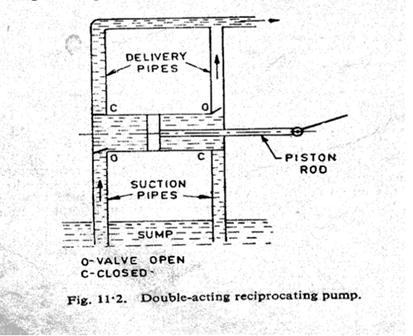 DELIVERY
PIPES
C
O
O
C
PISTON
ROD
SUCTION
PIPES
SUMP
O-VALVE OPEN
C-CLOSED-
Fig. 11·2. Double-acting reciprocating pump.